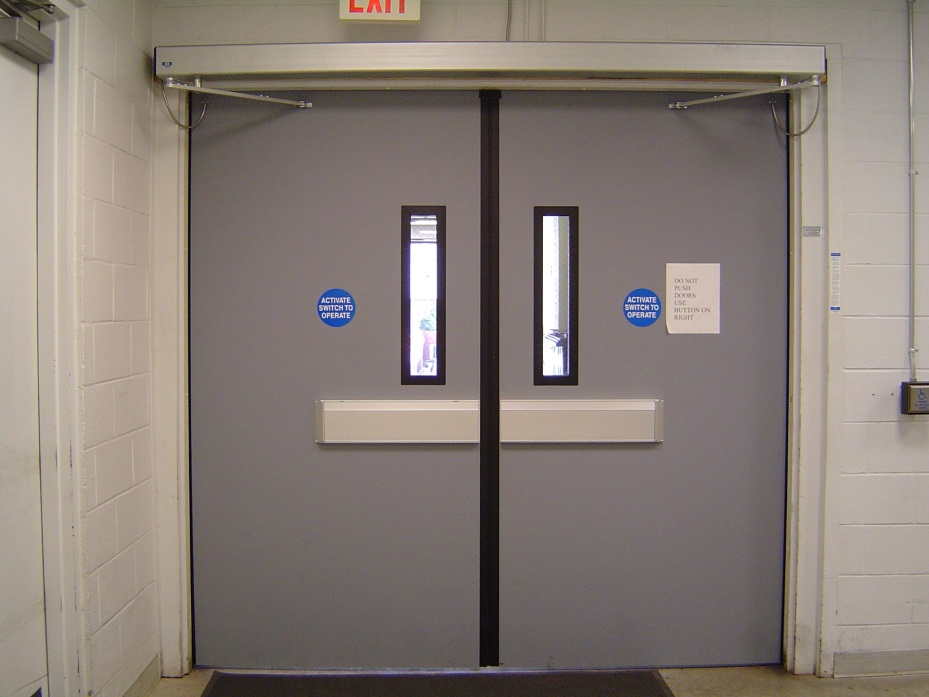 EXIT
ACTIVATE
SWITCH TO
OPERATE
ACTIVATE
SWITCH TO
OPERATE
DO NOT
PUSH
DOORS
USE
BUTTON ON
RIGHT